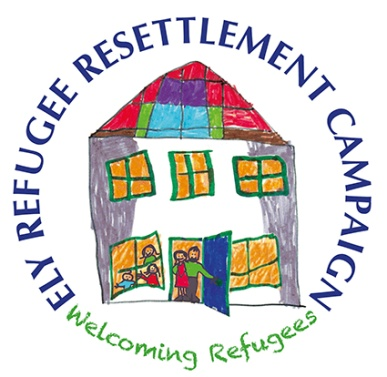 ELY REFUGEE RESETTLEMENT CAMPAIGN
Welcoming Refugees